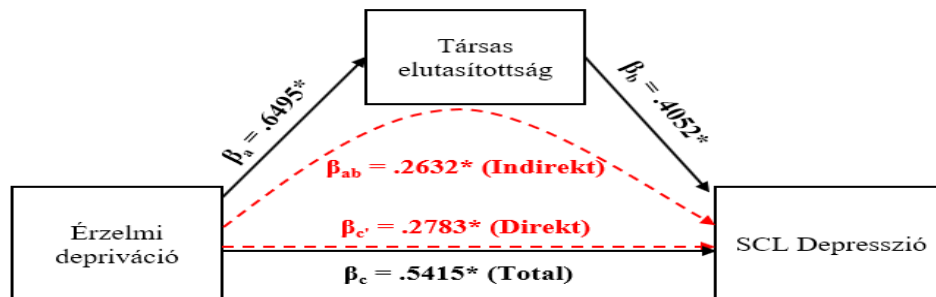 Társas
elutasítottság
βa = .6495*
βb = .4052*
βab = .2632* (Indirekt)
Érzelmi
depriváció
βc' = .2783* (Direkt)
SCL Depresszió
βc = .5415* (Total)